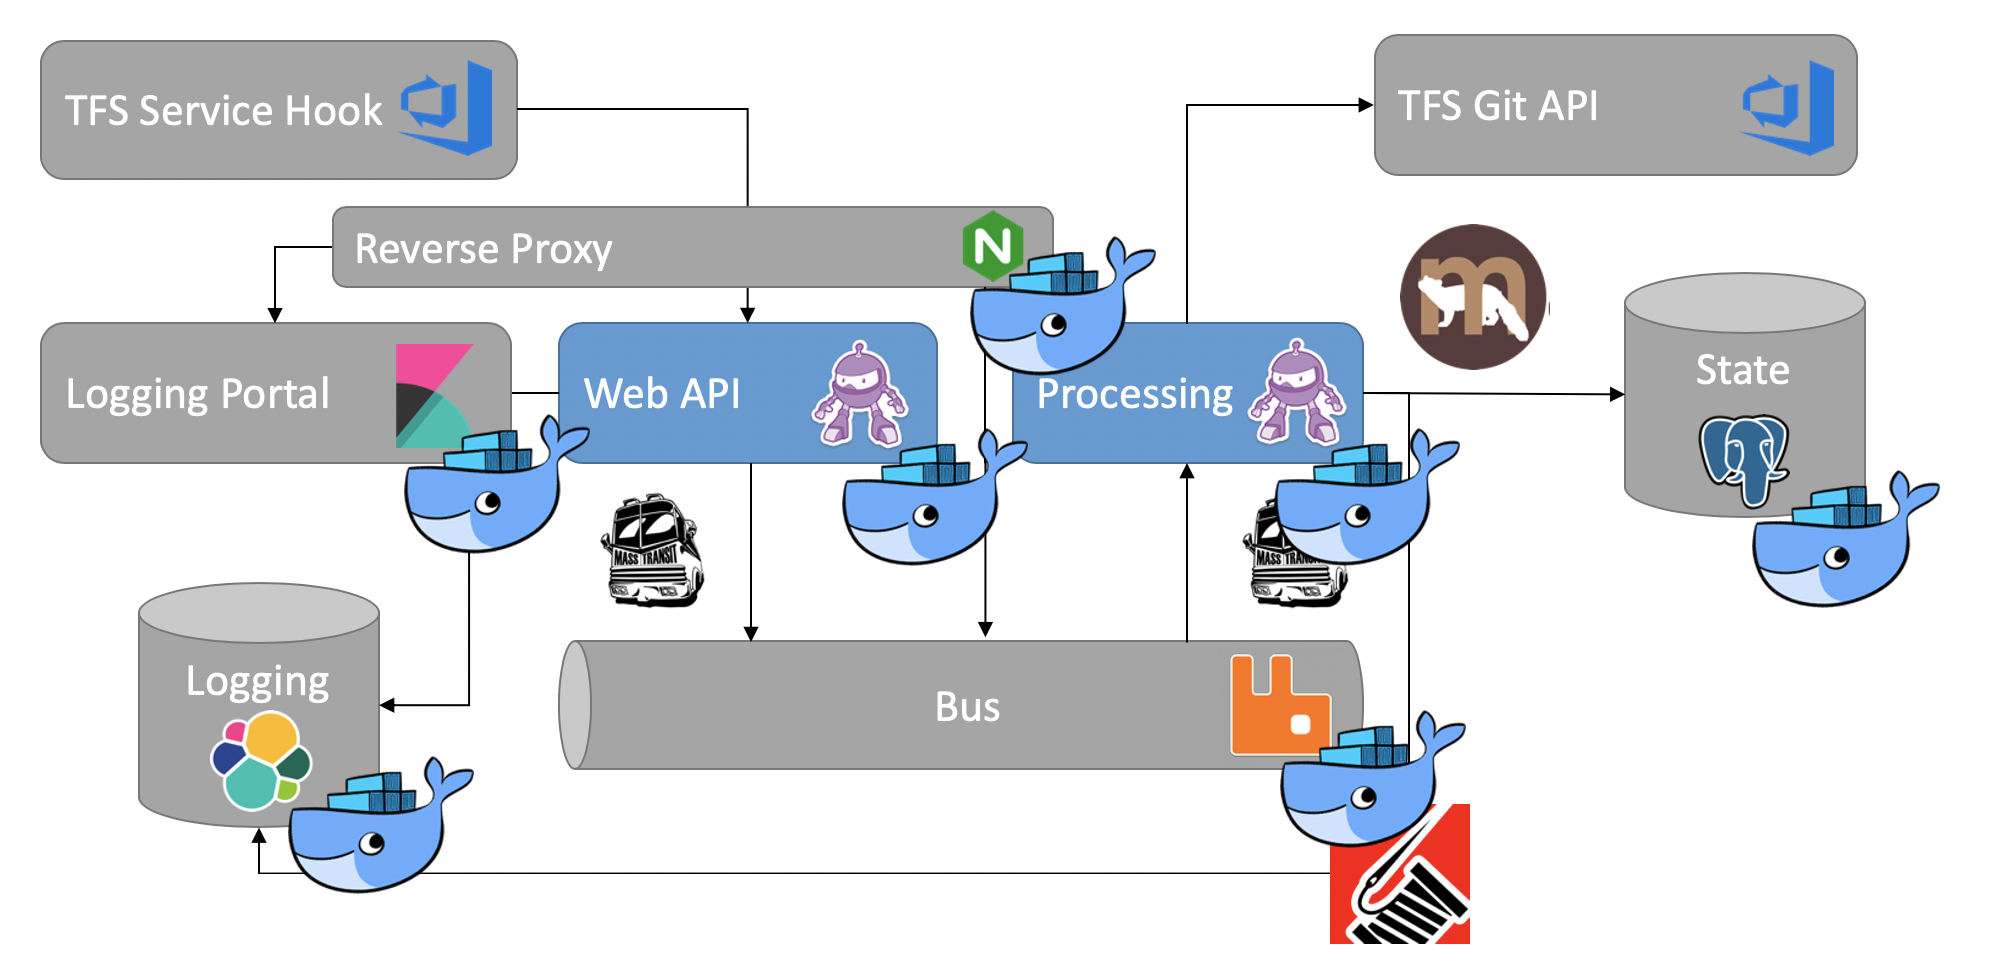 TFS Service Hook
TFS Git API
Reverse Proxy
N
m
Logging Portal
Web API
Processing
State
MASS TRANSIT
MASS TRANS
Logging
Bus